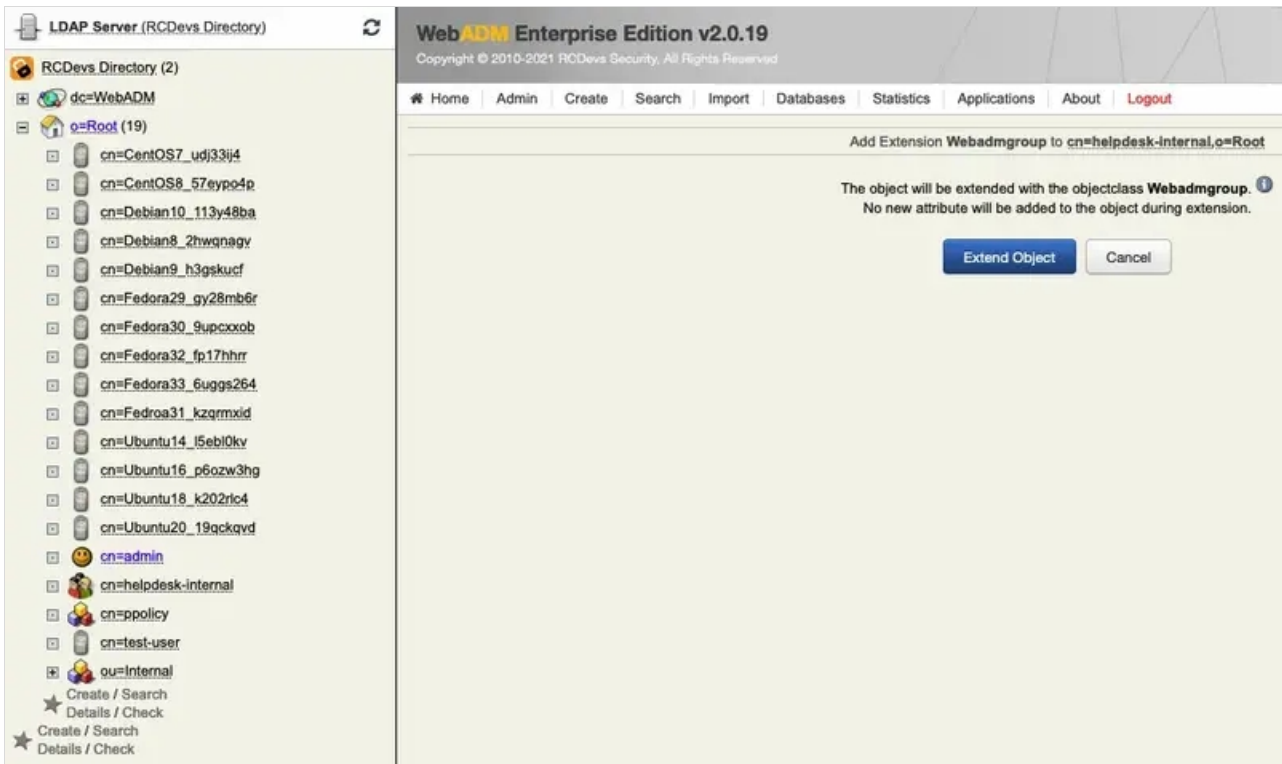 LDAP Server (RCDevs Directory)
RCDevs Directory (2)
dc=WebADM
o=Root (19)
cn=CentOS7_udj33ij4
cn=CentOS8_57eypo4p
cn=Debian10_113y48ba
cn=Debian8_2hwqnagv
cn=Debian9_h3gskucf
cn=Fedora29_gy28mb6r
cn=Fedora30_9upcxxob
cn=Fedora32_fp17hhrr
cn=Fedora33_6uggs264
cn=Fedroa31_kzqrmxid
cn=Ubuntu14_l5ebl0kv
cn=Ubuntu16_p6ozw3hg
cn=Ubuntu18_k202rlc4
cn=Ubuntu20_19qckqvd
cn=admin
cn=helpdesk-internal
cn=ppolicy
cn=test-user
ou=Internal
Create / Search
Details / Check
Create / Search
Details / Check
WebADM Enterprise Edition v2.0.19
Copyright © 2010-2021 RCDevs Security, All Rights Reserved
Home Admin Create Search Import Databases Statistics Applications About Logout
Add Extension Webadmgroup to cn=helpdesk-internal,o=Root
The object will be extended with the objectclass Webadmgroup.
No new attribute will be added to the object during extension.
Extend Object Cancel